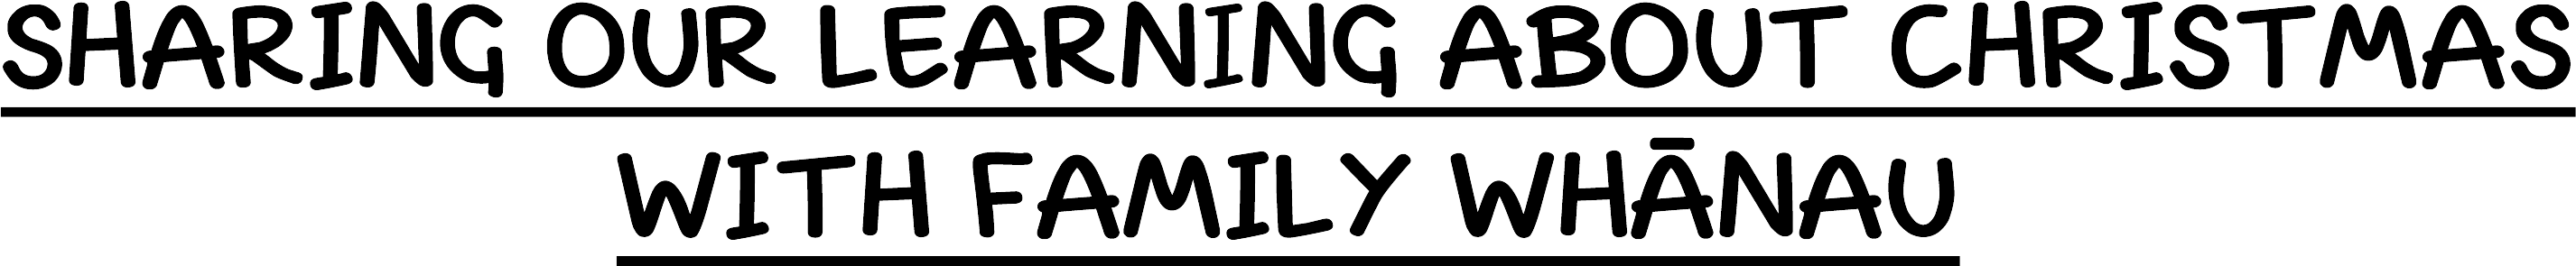 SHARING OUR LEARNING ABOUT CHRISTMAS
WITH FAMILY WHĀNAU